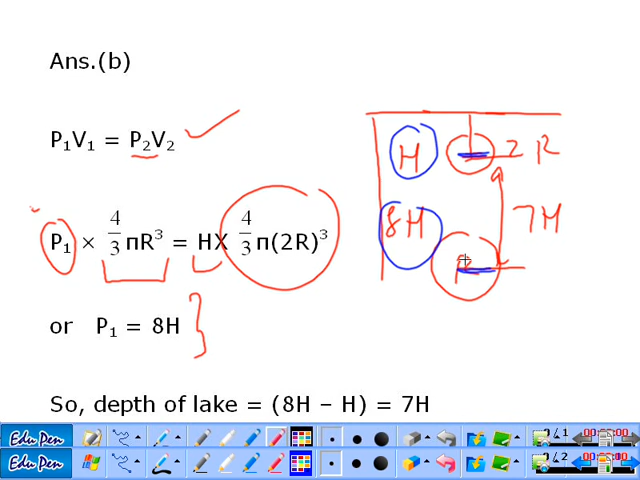 Ans.(b)
P₁V₁ = P₂V₂
P₁ × 4/3 πR³ = HX 4/3 π(2R)³
or P₁ = 8H
So, depth of lake = (8H – H) = 7H
H 2R
8H 7H
R
Edu Pen
Edu Pen